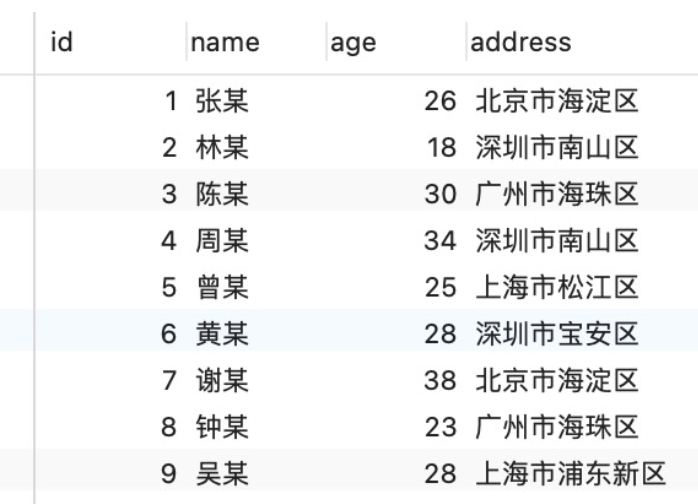 id name age address
1 张某 26 北京市海淀区
2 林某 18 深圳市南山区
3 陈某 30 广州市海珠区
4 周某 34 深圳市南山区
5 曾某 25 上海市松江区
6 黄某 28 深圳市宝安区
7 谢某 38 北京市海淀区
8 钟某 23 广州市海珠区
9 吴某 28 上海市浦东新区